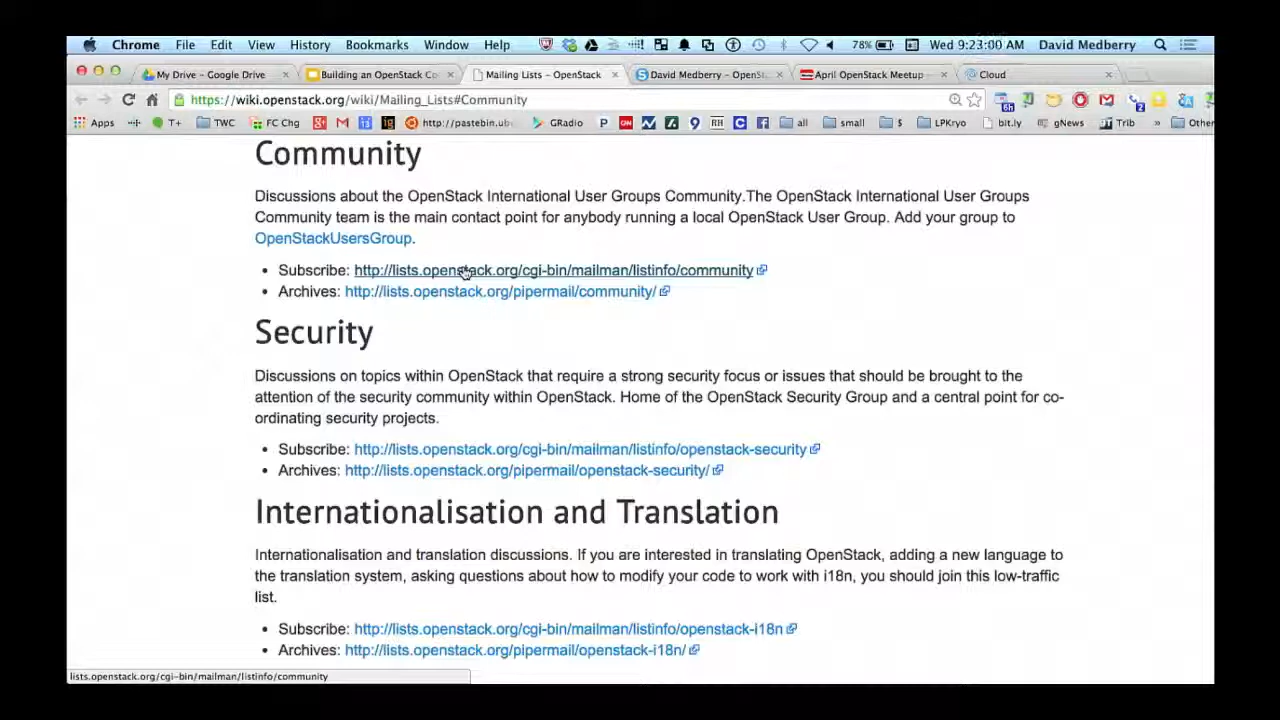 Chrome File Edit View History Bookmarks Window Help 78% Wed 9:23:00 AM David Medberry
My Drive – Google Drive Building an OpenStack Co Mailing Lists – OpenStack David Medberry – OpenSt April OpenStack Meetup – Cloud
https://wiki.openstack.org/wiki/Mailing_Lists#Community
Apps T+ TWC FC Chg http://pastebin.ub GRadio all small $ LPKryo bit.ly gNews Trib » Other
Community
Discussions about the OpenStack International User Groups Community.The OpenStack International User Groups
Community team is the main contact point for anybody running a local OpenStack User Group. Add your group to
OpenStackUsersGroup.
• Subscribe: http://lists.openstack.org/cgi-bin/mailman/listinfo/community
• Archives: http://lists.openstack.org/pipermail/community/
Security
Discussions on topics within OpenStack that require a strong security focus or issues that should be brought to the
attention of the security community within OpenStack. Home of the OpenStack Security Group and a central point for co-
ordinating security projects.
• Subscribe: http://lists.openstack.org/cgi-bin/mailman/listinfo/openstack-security
• Archives: http://lists.openstack.org/pipermail/openstack-security/
Internationalisation and Translation
Internationalisation and translation discussions. If you are interested in translating OpenStack, adding a new language to
the translation system, asking questions about how to modify your code to work with i18n, you should join this low-traffic
list.
• Subscribe: http://lists.openstack.org/cgi-bin/mailman/listinfo/openstack-i18n
• Archives: http://lists.openstack.org/pipermail/openstack-i18n/
lists.openstack.org/cgi-bin/mailman/listinfo/community